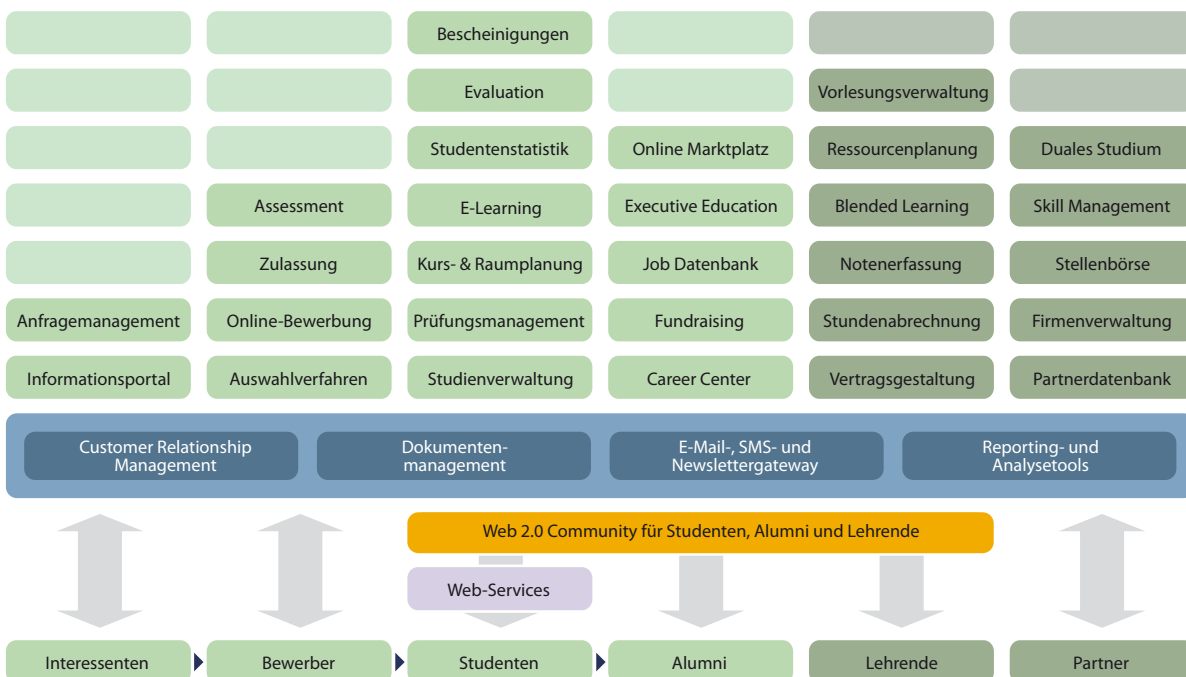 Bescheinigungen
Evaluation
Vorlesungsverwaltung
Studentenstatistik
Online Marktplatz
Ressourcenplanung
Duales Studium
Assessment
E-Learning
Executive Education
Blended Learning
Skill Management
Zulassung
Kurs- & Raumplanung
Job Datenbank
Notenerfassung
Stellenbörse
Anfragemanagement
Online-Bewerbung
Prüfungsmanagement
Fundraising
Stundenabrechnung
Firmenverwaltung
Informationsportal
Auswahlverfahren
Studienverwaltung
Career Center
Vertragsgestaltung
Partnerdatenbank
Customer Relationship
Management
Dokumenten-
management
E-Mail-, SMS- und
Newslettergateway
Reporting- und
Analysetools
Web 2.0 Community für Studenten, Alumni und Lehrende
Web-Services
Interessenten
Bewerber
Studenten
Alumni
Lehrende
Partner